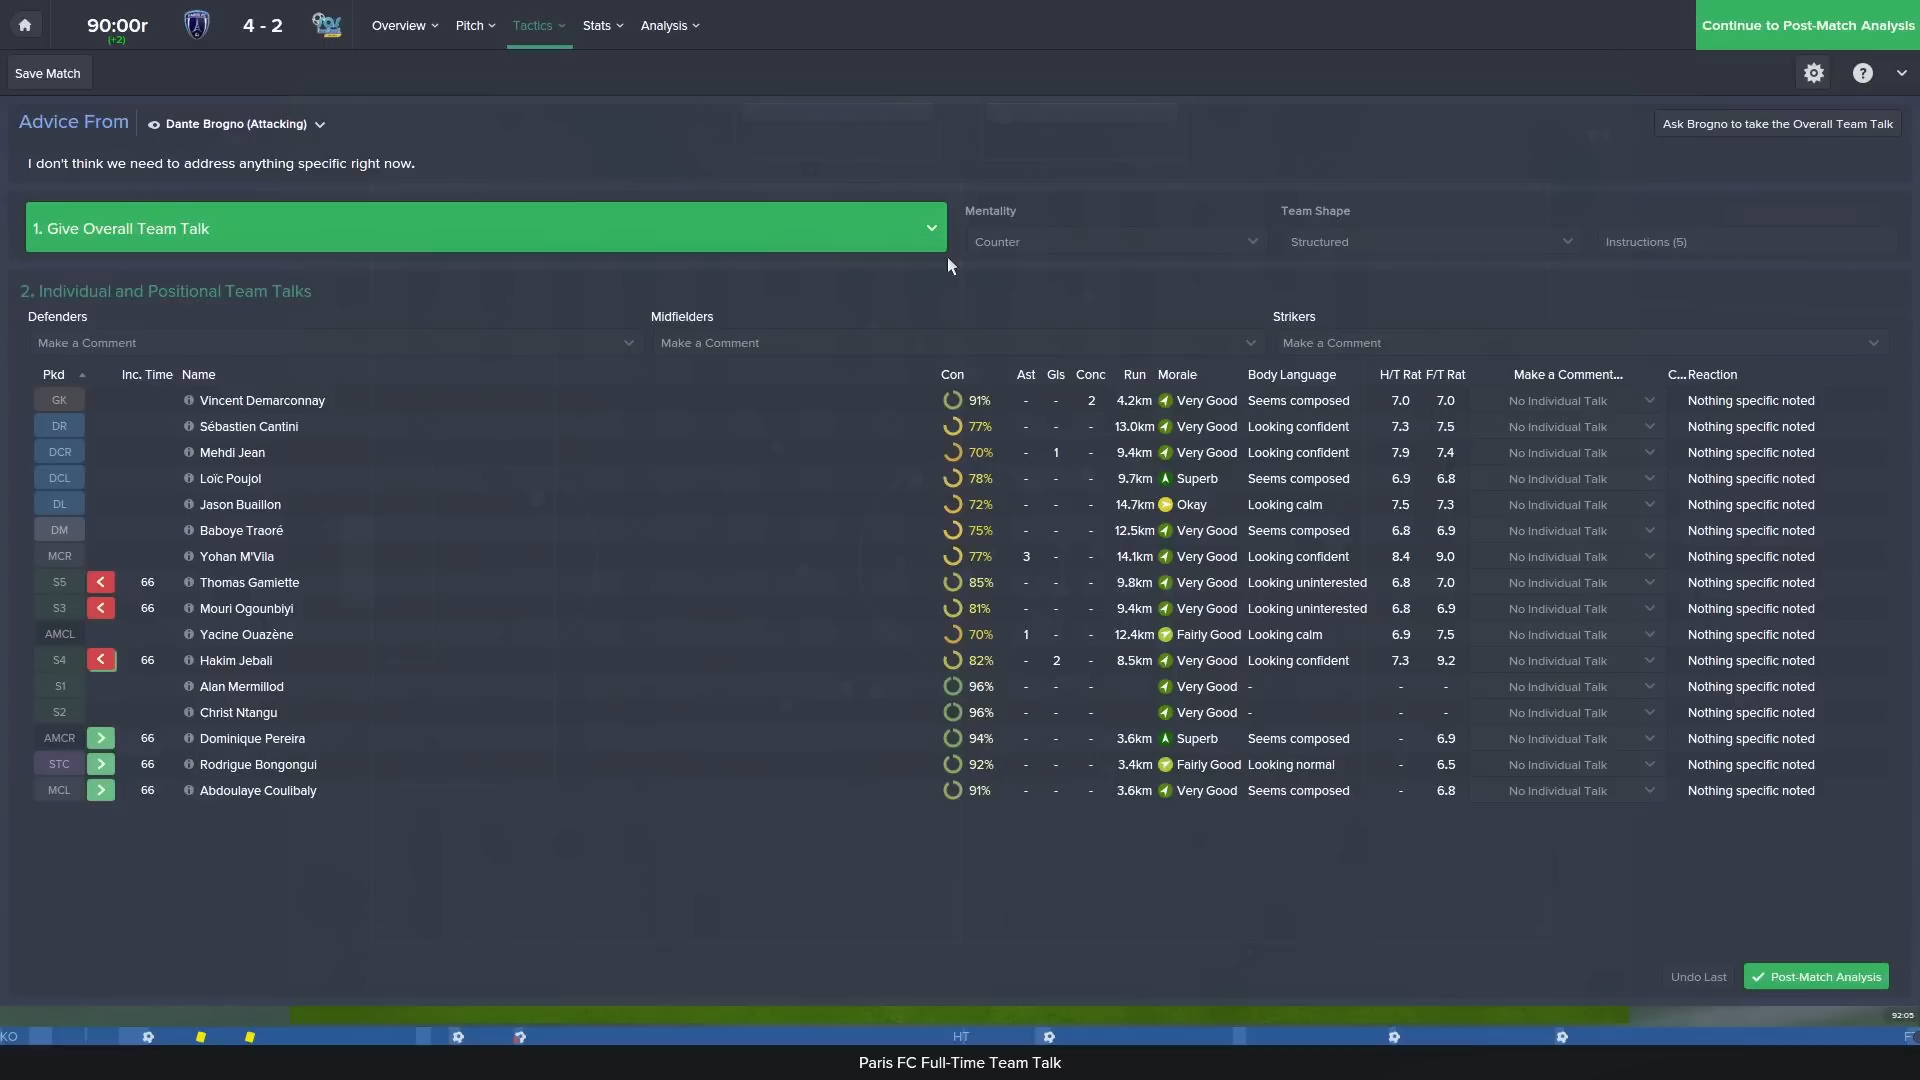 90:00r
(+2)
4 - 2
Overview
Pitch
Tactics
Stats
Analysis
Continue to Post-Match Analysis
Save Match
?
Advice From
Dante Brogno (Attacking)
Ask Brogno to take the Overall Team Talk
I don't think we need to address anything specific right now.
1. Give Overall Team Talk
Mentality
Team Shape
Counter
Structured
Instructions (5)
2. Individual and Positional Team Talks
Defenders
Midfielders
Strikers
Make a Comment
Make a Comment
Make a Comment
Pkd Inc. Time Name Con Ast Gls Conc Run Morale Body Language H/T Rat F/T Rat Make a Comment... C... Reaction
GK Vincent Demarconnay 91% - - 2 4.2km Very Good Seems composed 7.0 7.0 No Individual Talk Nothing specific noted
DR Sébastien Cantini 77% - - - 13.0km Very Good Looking confident 7.3 7.5 No Individual Talk Nothing specific noted
DCR Mehdi Jean 70% - 1 - 9.4km Very Good Looking confident 7.9 7.4 No Individual Talk Nothing specific noted
DCL Loïc Poujol 78% - - - 9.7km Superb Seems composed 6.9 6.8 No Individual Talk Nothing specific noted
DL Jason Buaillon 72% - - - 14.7km Okay Looking calm 7.5 7.3 No Individual Talk Nothing specific noted
DM Baboye Traoré 75% - - - 12.5km Very Good Seems composed 6.8 6.9 No Individual Talk Nothing specific noted
MCR Yohan M'Vila 77% 3 - - 14.1km Very Good Looking confident 8.4 9.0 No Individual Talk Nothing specific noted
S5 66 Thomas Gamiette 85% - - - 9.8km Very Good Looking uninterested 6.8 7.0 No Individual Talk Nothing specific noted
S3 66 Mouri Ogounbiyi 81% - - - 9.4km Very Good Looking uninterested 6.8 6.9 No Individual Talk Nothing specific noted
AMCL Yacine Ouazène 70% 1 - - 12.4km Fairly Good Looking calm 6.9 7.5 No Individual Talk Nothing specific noted
S4 66 Hakim Jebali 82% - 2 - 8.5km Very Good Looking confident 7.3 9.2 No Individual Talk Nothing specific noted
S1 Alan Mermillod 96% - - - Very Good - - - No Individual Talk Nothing specific noted
S2 Christ Ntangu 96% - - - Very Good - - - No Individual Talk Nothing specific noted
AMCR 66 Dominique Pereira 94% - - - 3.6km Superb Seems composed - 6.9 No Individual Talk Nothing specific noted
STC 66 Rodrigue Bongongui 92% - - - 3.4km Fairly Good Looking normal - 6.5 No Individual Talk Nothing specific noted
MCL 66 Abdoulaye Coulibaly 91% - - - 3.6km Very Good Seems composed - 6.8 No Individual Talk Nothing specific noted
Undo Last
Post-Match Analysis
92:05
KO
HT
Paris FC Full-Time Team Talk